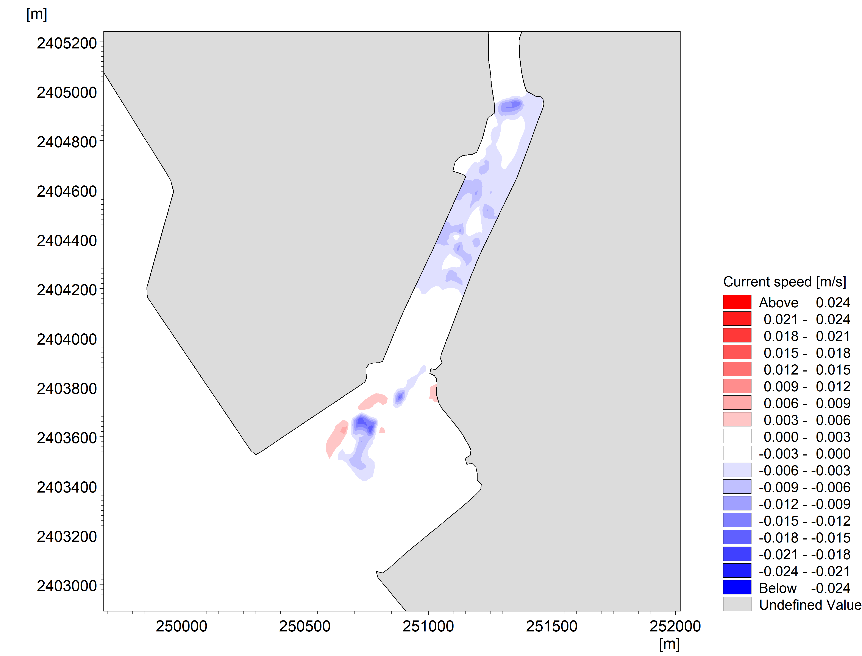 [m]
2405200
2405000
2404800
2404600
2404400
2404200
2404000
2403800
2403600
2403400
2403200
2403000
250000 250500 251000 251500 252000
[m]
Current speed [m/s]
Above 0.024
0.021 - 0.024
0.018 - 0.021
0.015 - 0.018
0.012 - 0.015
0.009 - 0.012
0.006 - 0.009
0.003 - 0.006
0.000 - 0.003
-0.003 - 0.000
-0.006 - -0.003
-0.009 - -0.006
-0.012 - -0.009
-0.015 - -0.012
-0.018 - -0.015
-0.021 - -0.018
-0.024 - -0.021
Below -0.024
Undefined Value